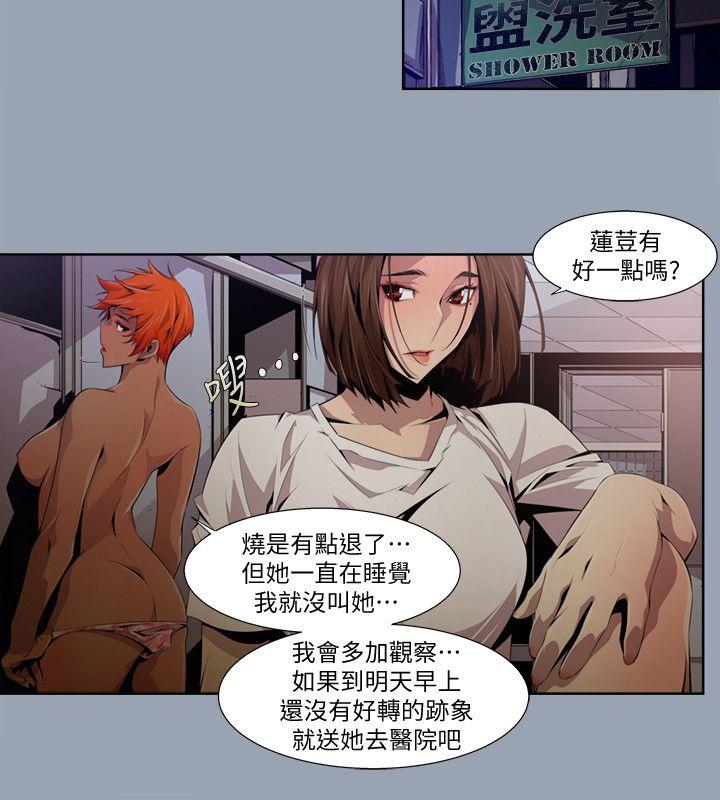 盥洗室
SHOWER ROOM
蓮荳有
好一點嗎?
嗖...
燒是有點退了…
但她一直在睡覺
我就沒叫她…
我會多加觀察…
如果到明天早上
還沒有好轉的跡象
就送她去醫院吧